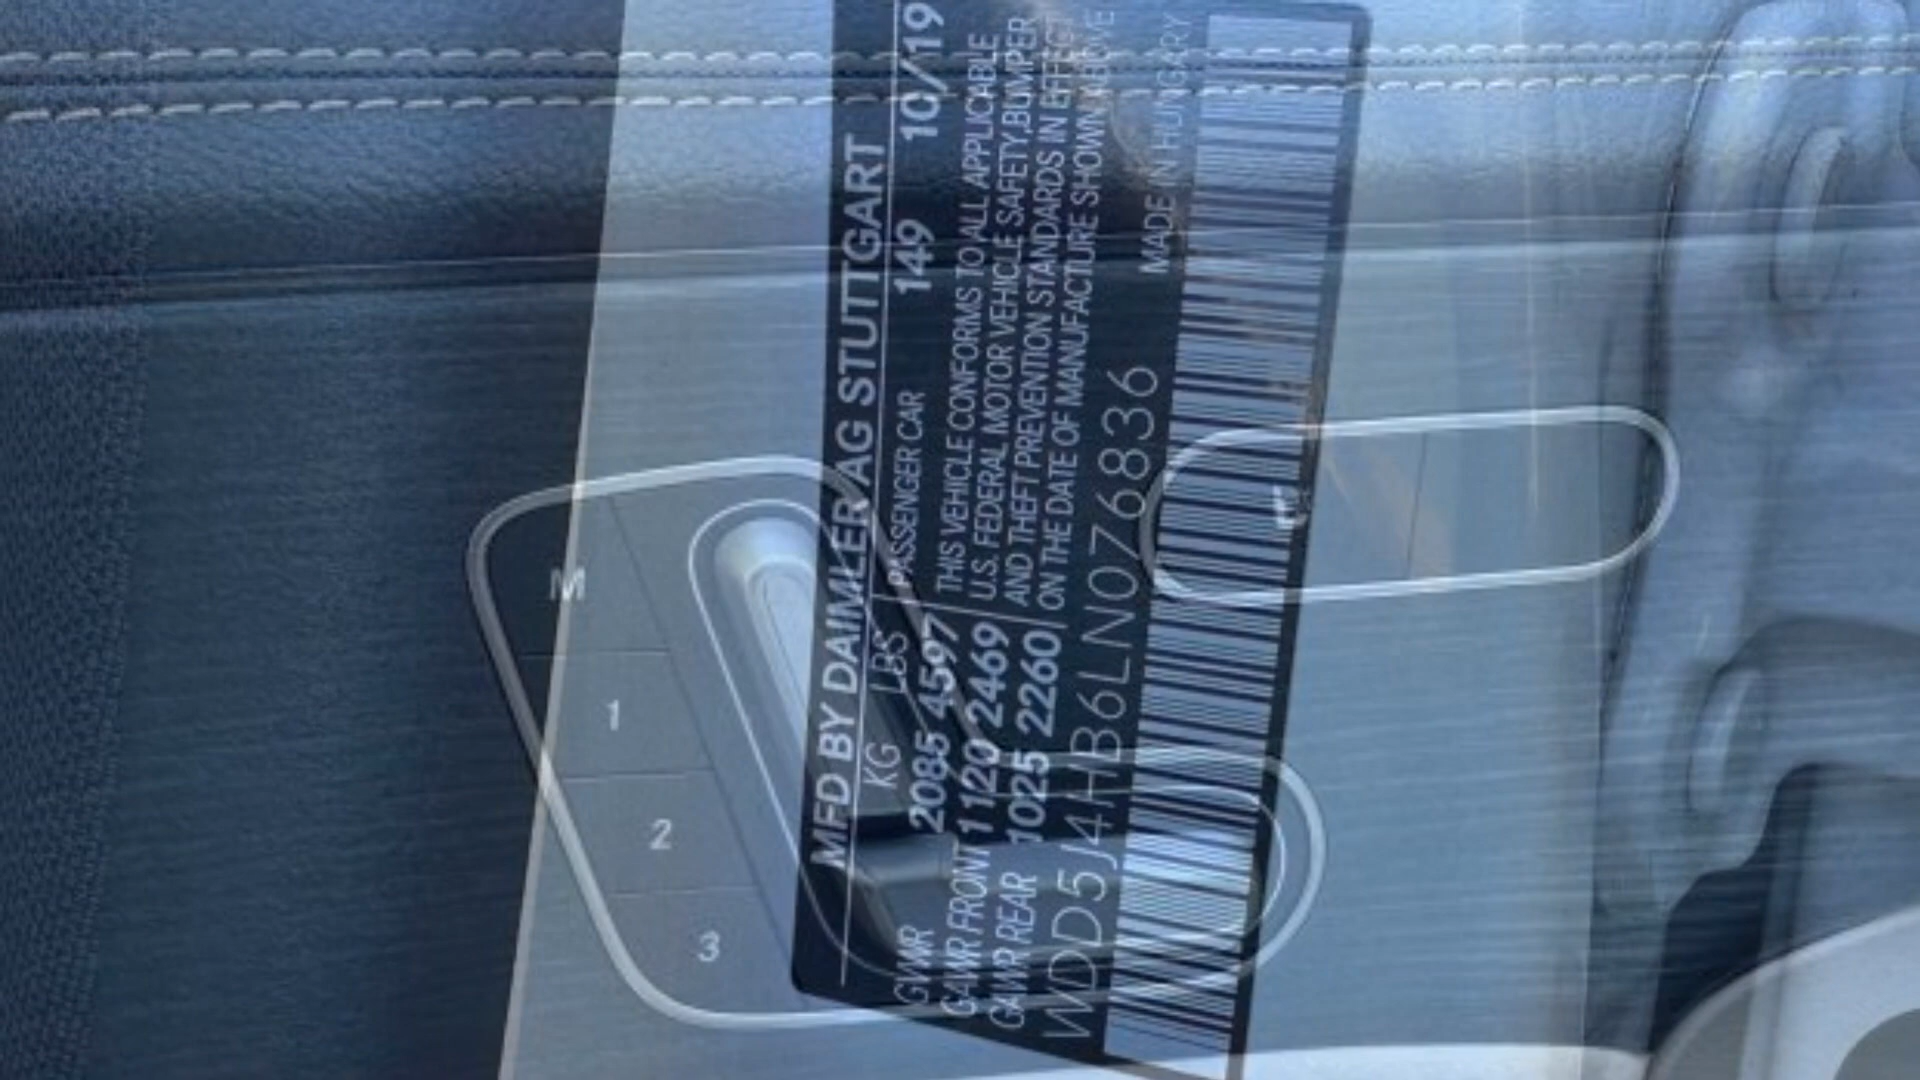 MFD BY DAIMLER AG STUTTGART
149 10/19
KG LBS PASSENGER CAR
GVWR 2085 4597
GAWR FRONT 1120 2469
GAWR REAR 1025 2260
THIS VEHICLE CONFORMS TO ALL APPLICABLE
U.S. FEDERAL MOTOR VEHICLE SAFETY,BUMPER
AND THEFT PREVENTION STANDARDS IN EFFECT
ON THE DATE OF MANUFACTURE SHOWN ABOVE
WDD5J4HB6LN076836
MADE IN HUNGARY
M
1
2
3